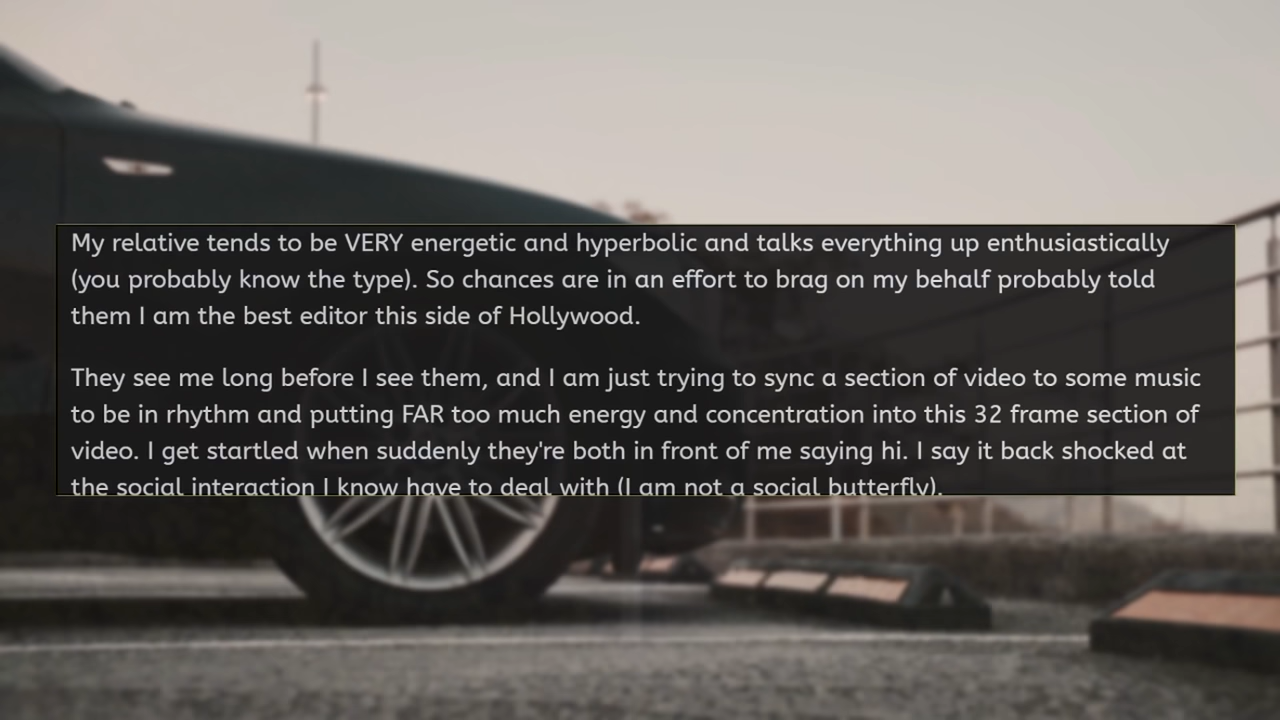 My relative tends to be VERY energetic and hyperbolic and talks everything up enthusiastically
(you probably know the type). So chances are in an effort to brag on my behalf probably told
them I am the best editor this side of Hollywood.
They see me long before I see them, and I am just trying to sync a section of video to some music
to be in rhythm and putting FAR too much energy and concentration into this 32 frame section of
video. I get startled when suddenly they're both in front of me saying hi. I say it back shocked at
the social interaction I know have to deal with (I am not a social butterfly).